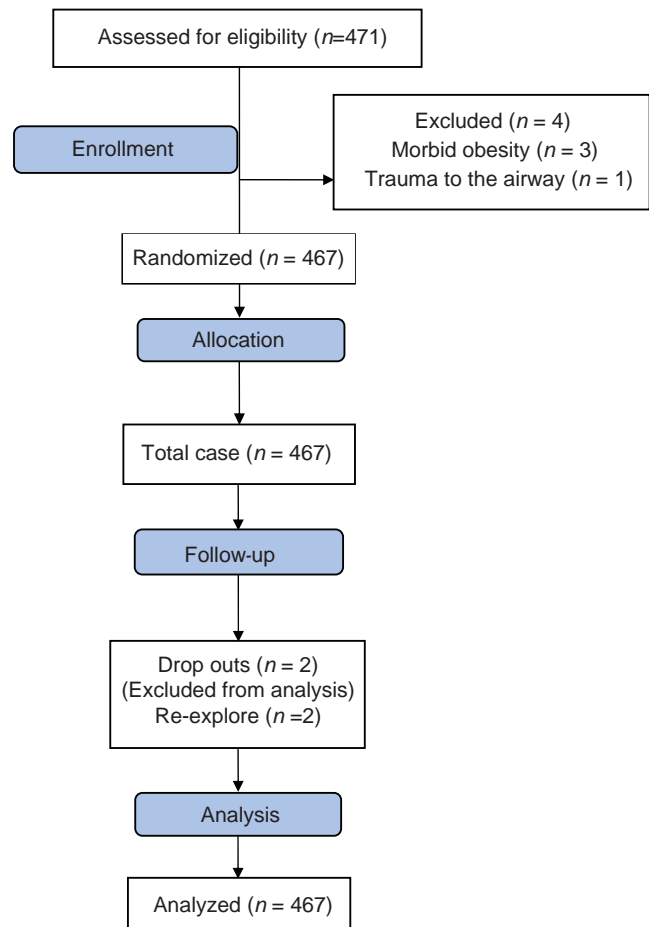 Assessed for eligibility (n=471)
Enrollment
Excluded (n = 4)
Morbid obesity (n = 3)
Trauma to the airway (n = 1)
Randomized (n = 467)
Allocation
Total case (n = 467)
Follow-up
Drop outs (n = 2)
(Excluded from analysis)
Re-explore (n =2)
Analysis
Analyzed (n = 467)